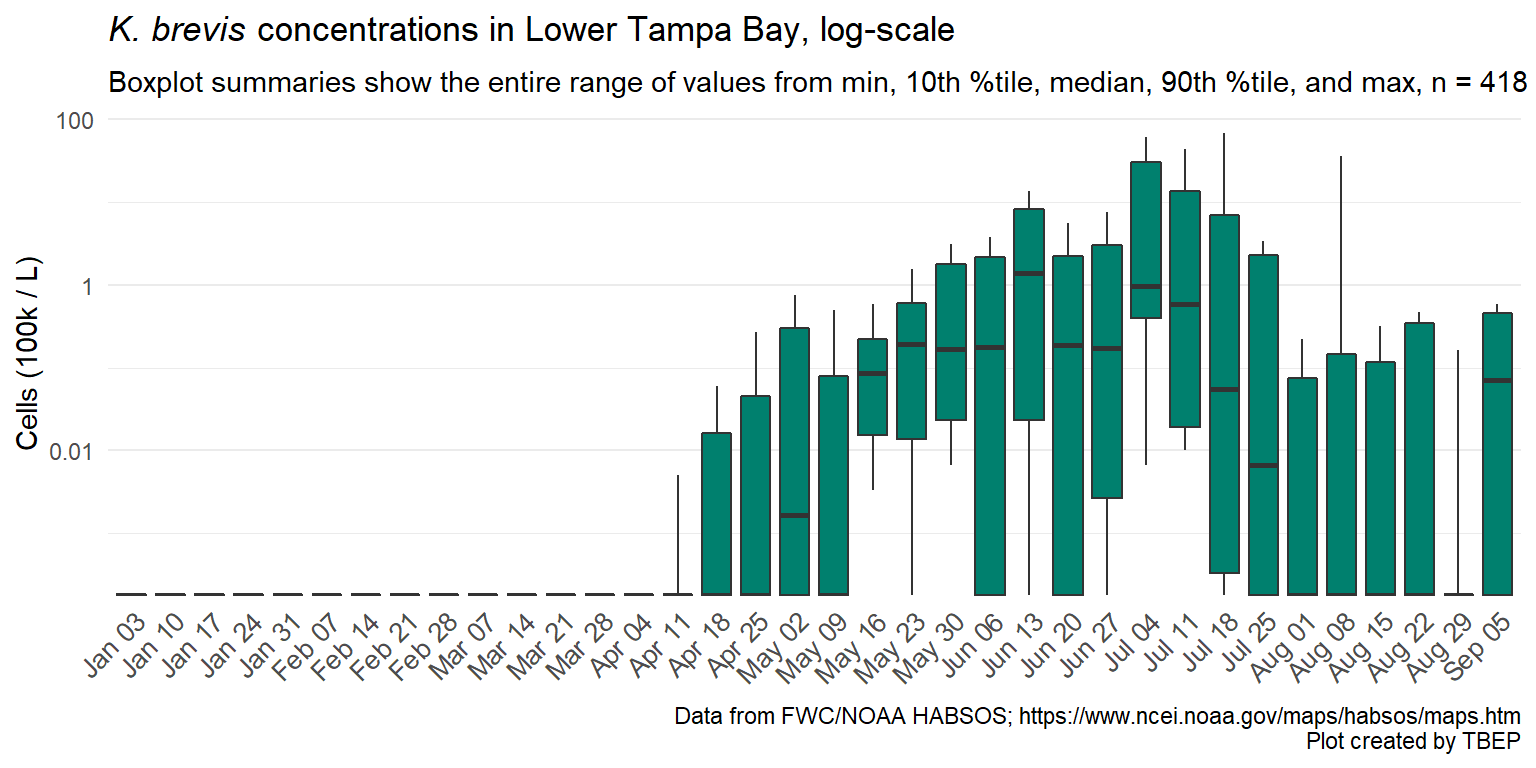 K. brevis concentrations in Lower Tampa Bay, log-scale
Boxplot summaries show the entire range of values from min, 10th %tile, median, 90th %tile, and max, n = 418
Cells (100k / L)
100
1
0.01
Jan 03
Jan 10
Jan 17
Jan 24
Jan 31
Feb 07
Feb 14
Feb 21
Feb 28
Mar 07
Mar 14
Mar 21
Mar 28
Apr 04
Apr 11
Apr 18
Apr 25
May 02
May 09
May 16
May 23
May 30
Jun 06
Jun 13
Jun 20
Jun 27
Jul 04
Jul 11
Jul 18
Jul 25
Aug 01
Aug 08
Aug 15
Aug 22
Aug 29
Sep 05
Data from FWC/NOAA HABSOS; https://www.ncei.noaa.gov/maps/habsos/maps.htm
Plot created by TBEP